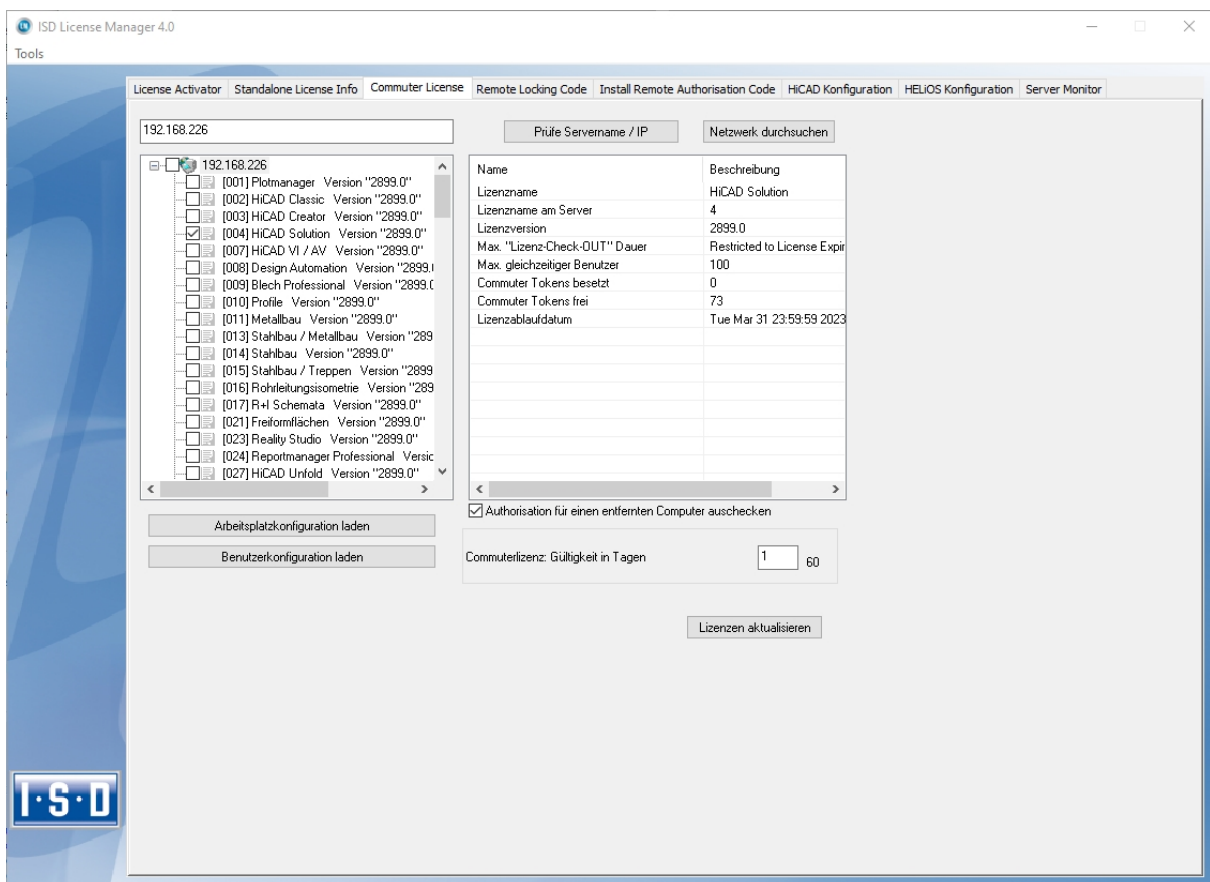 ISD License Manager 4.0
Tools
License Activator Standalone License Info Commuter License Remote Locking Code Install Remote Authorisation Code HiCAD Konfiguration HELiOS Konfiguration Server Monitor
192.168.226
Prüfe Servername / IP
Netzwerk durchsuchen
192.168.226
[001] Plotmanager Version "2899.0"
[002] HiCAD Classic Version "2899.0"
[003] HiCAD Creator Version "2899.0"
[004] HiCAD Solution Version "2899.0"
[007] HiCAD VI / AV Version "2899.0"
[008] Design Automation Version "2899.
[009] Blech Professional Version "2899.0
[010] Profile Version "2899.0"
[011] Metallbau Version "2899.0"
[013] Stahlbau / Metallbau Version "289
[014] Stahlbau Version "2899.0"
[015] Stahlbau / Treppen Version "2899
[016] Rohrleitungsisometrie Version "289
[017] R+I Schemata Version "2899.0"
[021] Freiformflächen Version "2899.0"
[023] Reality Studio Version "2899.0"
[024] Reportmanager Professional Versic
[027] HiCAD Unfold Version "2899.0"
Name Beschreibung
Lizenzname HiCAD Solution
Lizenzname am Server 4
Lizenzversion 2899.0
Max. "Lizenz-Check-OUT" Dauer Restricted to License Expir
Max. gleichzeitiger Benutzer 100
Commuter Tokens besetzt 0
Commuter Tokens frei 73
Lizenzablaufdatum Tue Mar 31 23:59:59 2023
Arbeitsplatzkonfiguration laden
Benutzerkonfiguration laden
Authorisation für einen entfernten Computer auschecken
Commuterlizenz: Gültigkeit in Tagen 1 60
Lizenzen aktualisieren
I·S·D